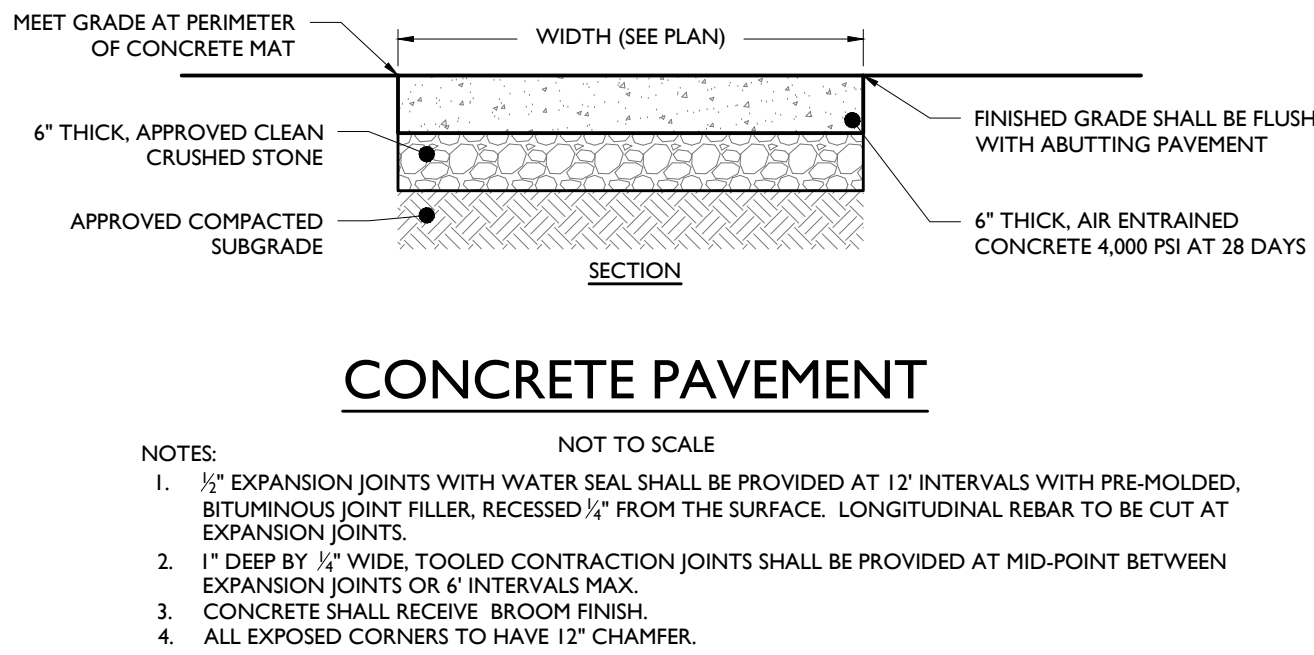 MEET GRADE AT PERIMETER
OF CONCRETE MAT
WIDTH (SEE PLAN)
6" THICK, APPROVED CLEAN
CRUSHED STONE
FINISHED GRADE SHALL BE FLUSH
WITH ABUTTING PAVEMENT
APPROVED COMPACTED
SUBGRADE
6" THICK, AIR ENTRAINED
CONCRETE 4,000 PSI AT 28 DAYS
SECTION
CONCRETE PAVEMENT
NOT TO SCALE
NOTES:
1. ½" EXPANSION JOINTS WITH WATER SEAL SHALL BE PROVIDED AT 12' INTERVALS WITH PRE-MOLDED,
BITUMINOUS JOINT FILLER, RECESSED ¼" FROM THE SURFACE. LONGITUDINAL REBAR TO BE CUT AT
EXPANSION JOINTS.
2. 1" DEEP BY ¼" WIDE, TOOLED CONTRACTION JOINTS SHALL BE PROVIDED AT MID-POINT BETWEEN
EXPANSION JOINTS OR 6' INTERVALS MAX.
3. CONCRETE SHALL RECEIVE BROOM FINISH.
4. ALL EXPOSED CORNERS TO HAVE 12" CHAMFER.